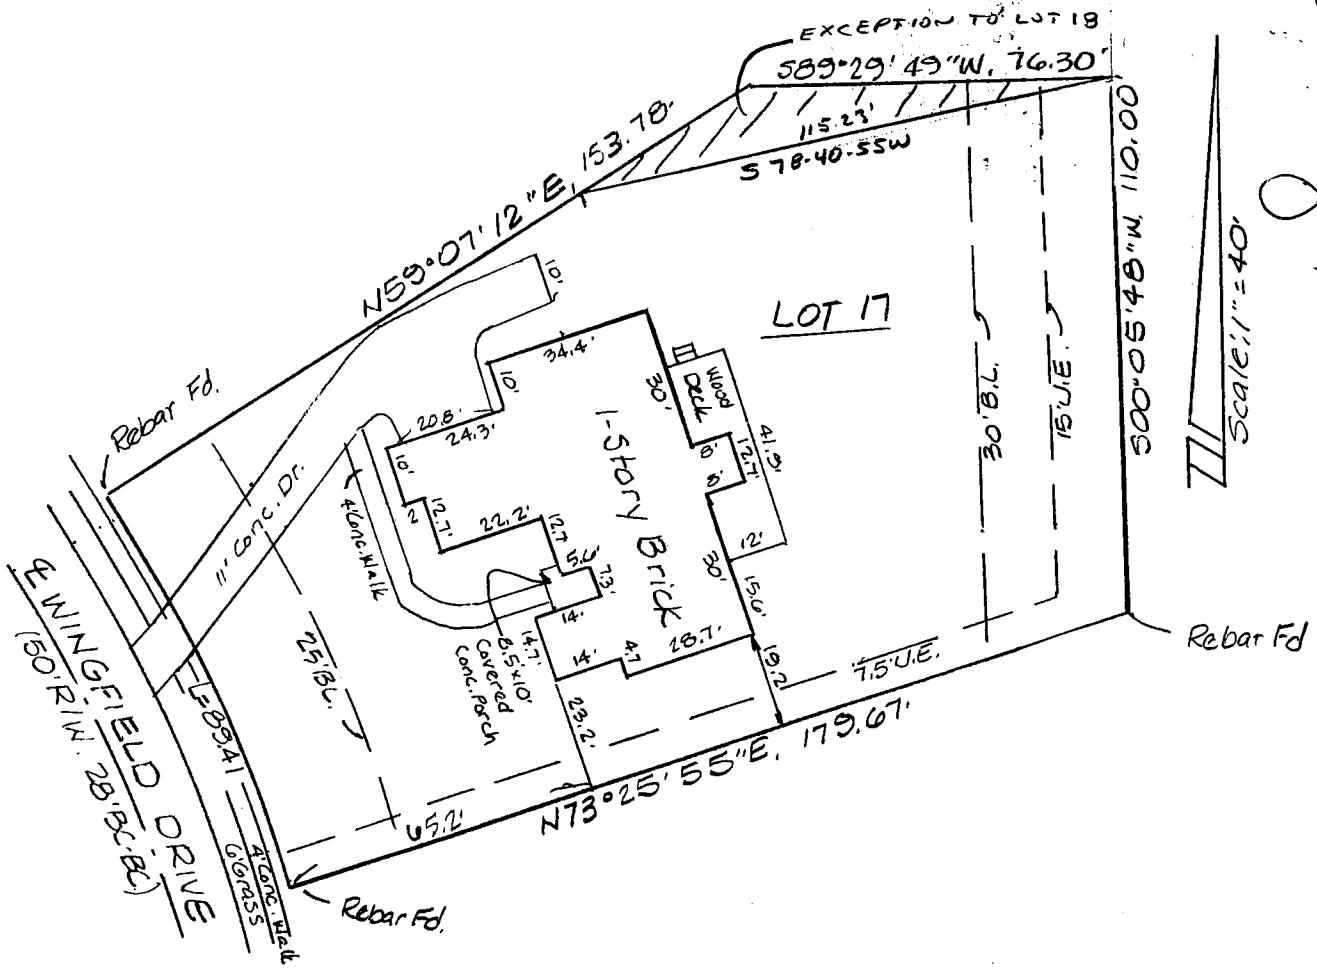 EXCEPTION TO LOT 18
S89°29'49"W. 76.30'
115.23'
S 78-40-55W
N59°07'12"E, 153.78'
S00°05'48"W. 110.00
Scale: 1"=40'
LOT 17
30' B.L.
15' U.E.
Rebar Fd.
10'
34.4'
10'
20.8'
24.3'
10'
2
12.7'
22.2'
12.7
5.6'
7.3'
14'
14.7'
14'
4.7
28.7'
30'
8'
12.7'
8'
30'
15.6'
12'
41.9'
Wood
Deck
1-Story Brick
11' Conc. Dr.
4' Conc. Walk
8.5'x10'
Covered
Conc. Porch
25' B.L.
23.2'
19.2'
7.5' U.E.
65.2'
N73°25'55"E. 179.67'
Rebar Fd
Rebar Fd.
L=89.41
℄ WINGFIELD DRIVE
(50' R/W. 28' BC-BC)
4' Conc. Walk
6' Grass